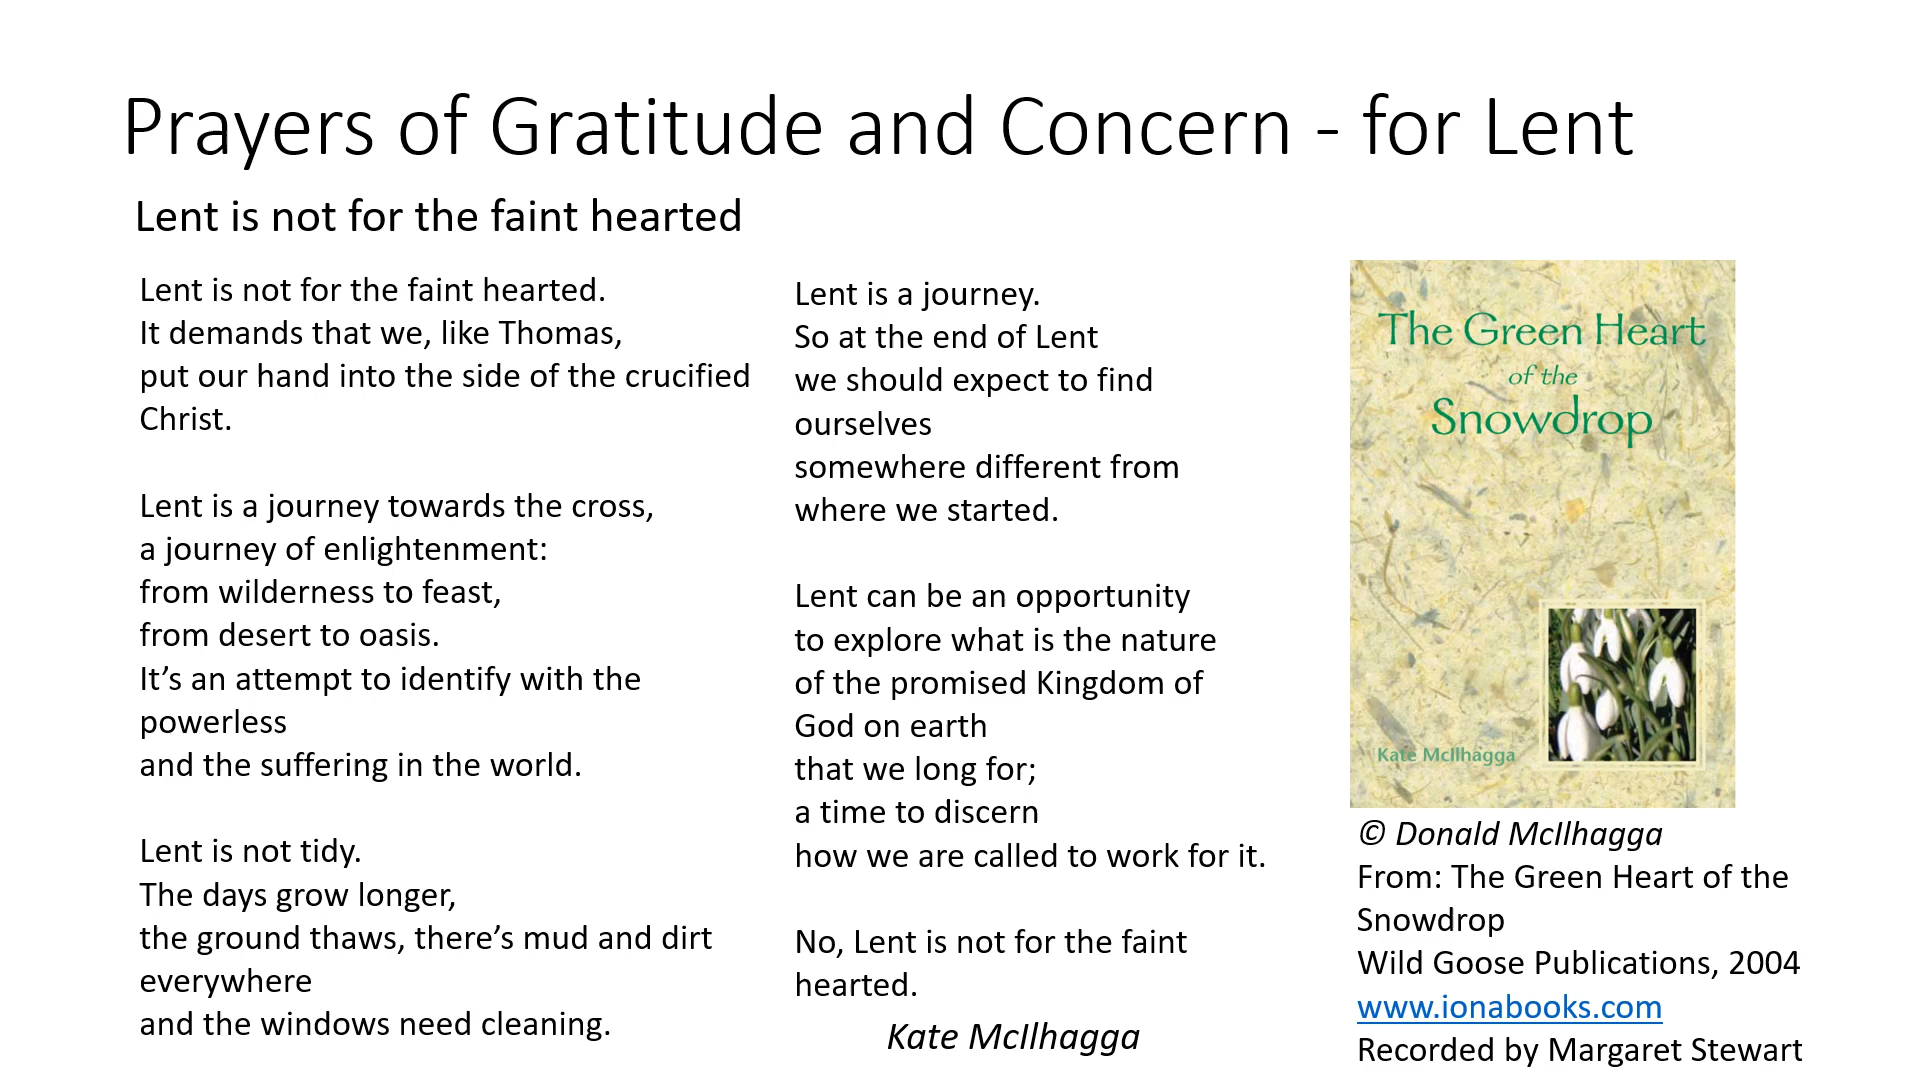 Prayers of Gratitude and Concern - for Lent
Lent is not for the faint hearted
Lent is not for the faint hearted.
It demands that we, like Thomas,
put our hand into the side of the crucified
Christ.
Lent is a journey towards the cross,
a journey of enlightenment:
from wilderness to feast,
from desert to oasis.
It’s an attempt to identify with the
powerless
and the suffering in the world.
Lent is not tidy.
The days grow longer,
the ground thaws, there’s mud and dirt
everywhere
and the windows need cleaning.
Lent is a journey.
So at the end of Lent
we should expect to find
ourselves
somewhere different from
where we started.
Lent can be an opportunity
to explore what is the nature
of the promised Kingdom of
God on earth
that we long for;
a time to discern
how we are called to work for it.
No, Lent is not for the faint
hearted.
Kate McIlhagga
The Green Heart
of the
Snowdrop
Kate McIlhagga
© Donald McIlhagga
From: The Green Heart of the
Snowdrop
Wild Goose Publications, 2004
www.ionabooks.com
Recorded by Margaret Stewart